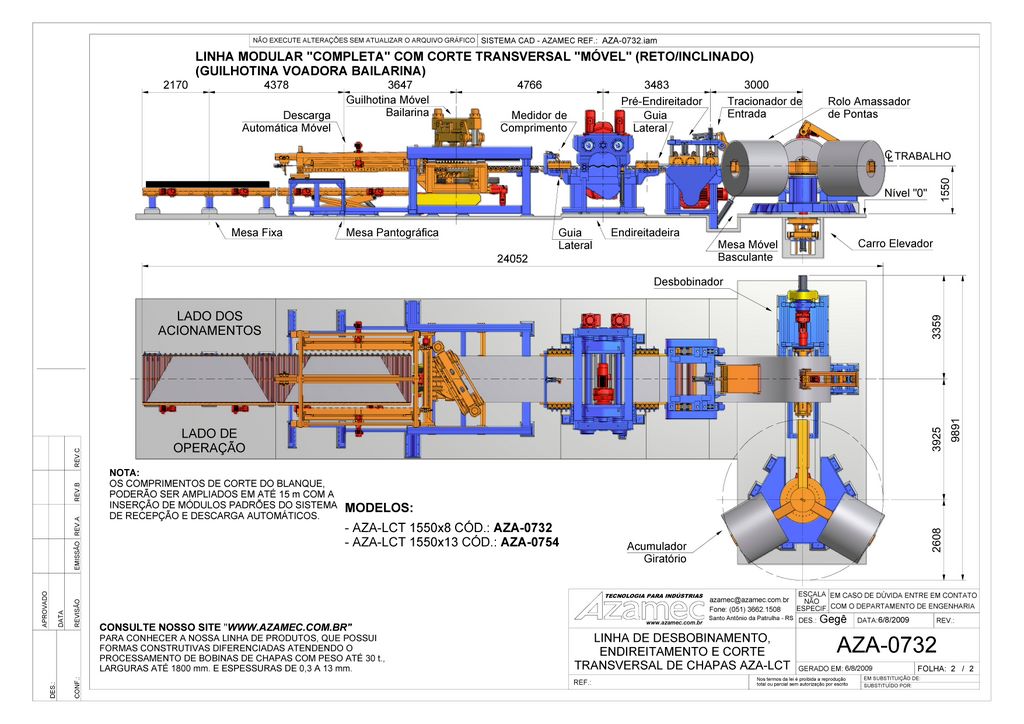 NÃO EXECUTE ALTERAÇÕES SEM ATUALIZAR O ARQUIVO GRÁFICO
SISTEMA CAD - AZAMEC REF.: AZA-0732.iam
LINHA MODULAR "COMPLETA" COM CORTE TRANSVERSAL "MÓVEL" (RETO/INCLINADO)
(GUILHOTINA VOADORA BAILARINA)
2170
4378
3647
4766
3483
3000
Descarga
Automática Móvel
Guilhotina Móvel
Bailarina
Medidor de
Comprimento
Pré-Endireitador
Guia
Lateral
Tracionador de
Entrada
Rolo Amassador
de Pontas
℄ TRABALHO
1550
Nível "0"
Mesa Fixa
Mesa Pantográfica
Guia
Lateral
Endireitadeira
Mesa Móvel
Basculante
Carro Elevador
24052
Desbobinador
LADO DOS
ACIONAMENTOS
LADO DE
OPERAÇÃO
3359
3925
9891
2608
NOTA:
OS COMPRIMENTOS DE CORTE DO BLANQUE,
PODERÃO SER AMPLIADOS EM ATÉ 15 m COM A
INSERÇÃO DE MÓDULOS PADRÕES DO SISTEMA
DE RECEPÇÃO E DESCARGA AUTOMÁTICOS.
MODELOS:
- AZA-LCT 1550x8 CÓD.: AZA-0732
- AZA-LCT 1550x13 CÓD.: AZA-0754
Acumulador
Giratório
CONSULTE NOSSO SITE "WWW.AZAMEC.COM.BR"
PARA CONHECER A NOSSA LINHA DE PRODUTOS, QUE POSSUI
FORMAS CONSTRUTIVAS DIFERENCIADAS ATENDENDO O
PROCESSAMENTO DE BOBINAS DE CHAPAS COM PESO ATÉ 30 t.,
LARGURAS ATÉ 1800 mm. E ESPESSURAS DE 0,3 A 13 mm.
TECNOLOGIA PARA INDÚSTRIAS
Azamec
www.azamec.com.br
azamec@azamec.com.br
Fone: (051) 3662.1508
Santo Antônio da Patrulha - RS
ESCALA
NÃO
ESPECIF.
EM CASO DE DÚVIDA ENTRE EM CONTATO
COM O DEPARTAMENTO DE ENGENHARIA
DES.: Gegê
DATA:6/8/2009
REV.:
LINHA DE DESBOBINAMENTO,
ENDIREITAMENTO E CORTE
TRANSVERSAL DE CHAPAS AZA-LCT
AZA-0732
GERADO EM: 6/8/2009
FOLHA: 2 / 2
REF.:
Nos termos da lei é proibida a reprodução
total ou parcial sem autorização por escrito
EM SUBSTITUIÇÃO DE:
SUBSTITUÍDO POR:
REV.C
REV.B
REV.A
EMISSÃO
REVISÃO
DATA
APROVADO
DES.:
CONF.: